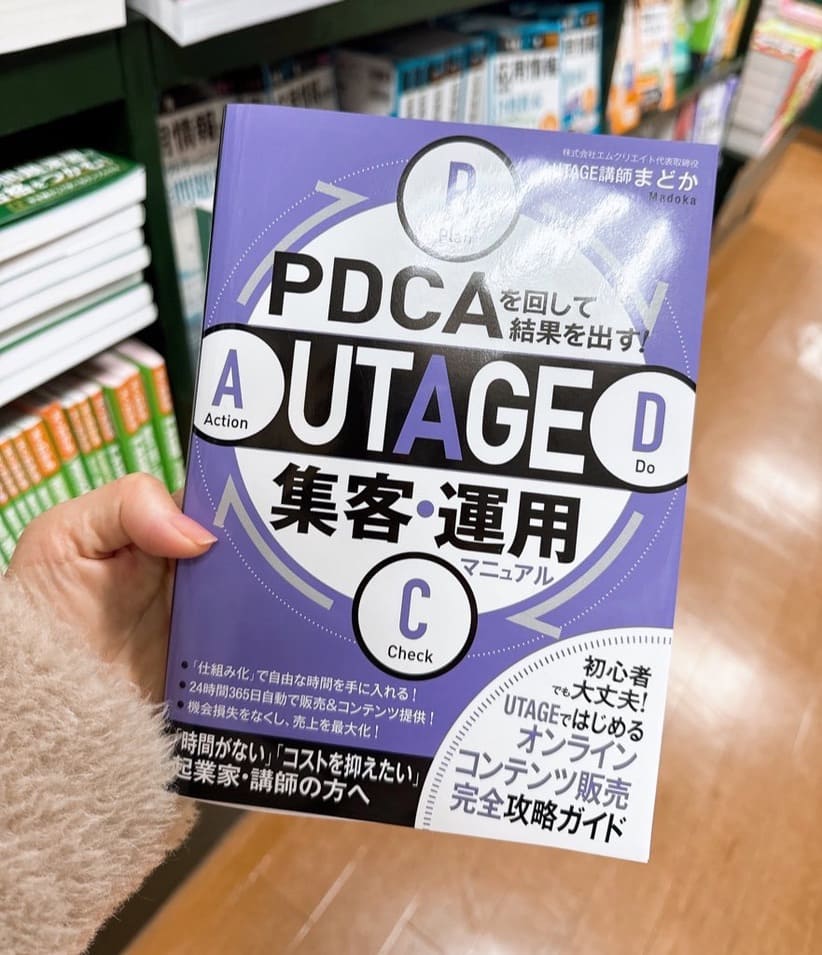 株式会社エムクリエイト代表取締役
UTAGE講師まどか
Madoka
P
Plan
PDCAを回して
結果を出す!
A
Action
UTAGE
D
Do
集客・運用
マニュアル
C
Check
●「仕組み化」で自由な時間を手に入れる!
●24時間365日自動で販売&コンテンツ提供!
●機会損失をなくし、売上を最大化!
「時間がない」「コストを抑えたい」
起業家・講師の方へ
初心者
でも大丈夫!
UTAGEではじめる
オンライン
コンテンツ販売
完全攻略ガイド